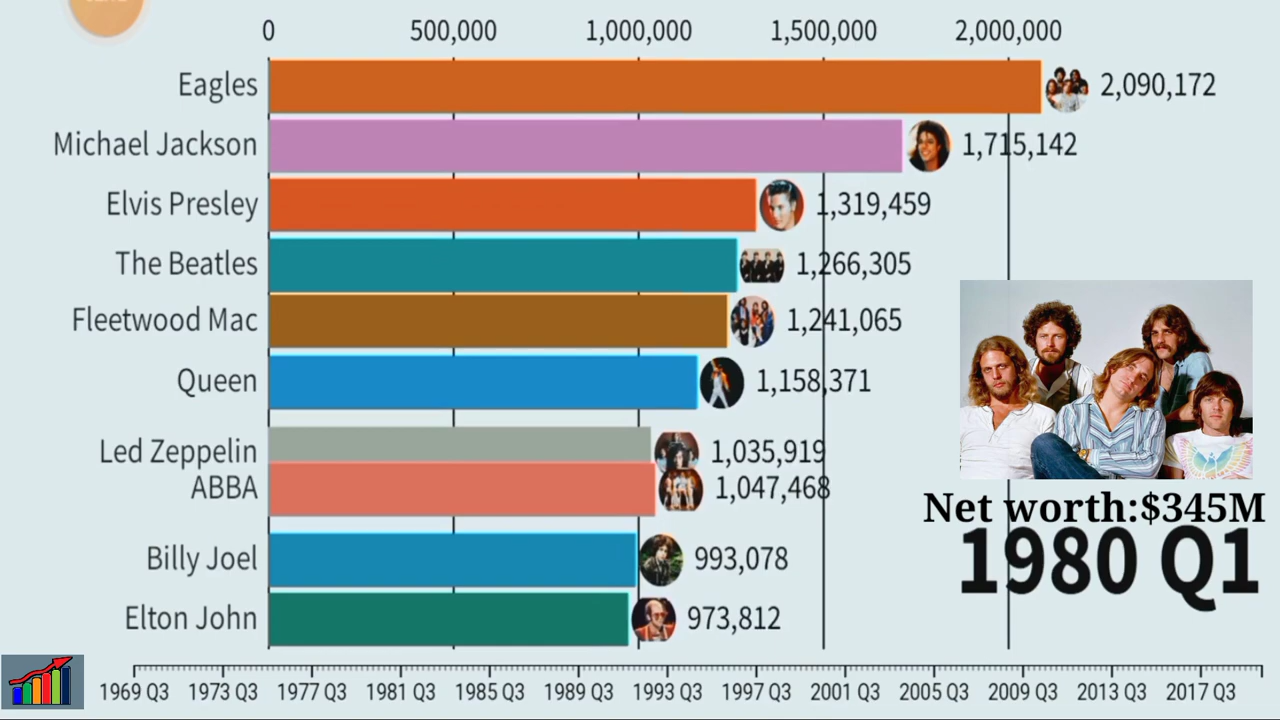 0 500,000 1,000,000 1,500,000 2,000,000
Eagles 2,090,172
Michael Jackson 1,715,142
Elvis Presley 1,319,459
The Beatles 1,266,305
Fleetwood Mac 1,241,065
Queen 1,158,371
Led Zeppelin 1,035,919
ABBA 1,047,468
Billy Joel 993,078
Elton John 973,812
Net worth:$345M
1980 Q1
1969 Q3 1973 Q3 1977 Q3 1981 Q3 1985 Q3 1989 Q3 1993 Q3 1997 Q3 2001 Q3 2005 Q3 2009 Q3 2013 Q3 2017 Q3